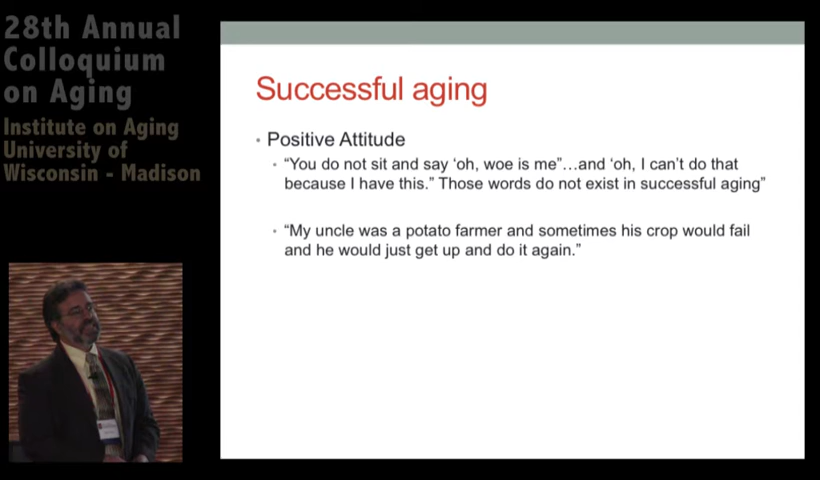 28th Annual
Colloquium
on Aging
Institute on Aging
University of
Wisconsin - Madison
Successful aging
• Positive Attitude
• “You do not sit and say ‘oh, woe is me”…and ‘oh, I can’t do that
because I have this.” Those words do not exist in successful aging”
• “My uncle was a potato farmer and sometimes his crop would fail
and he would just get up and do it again.”